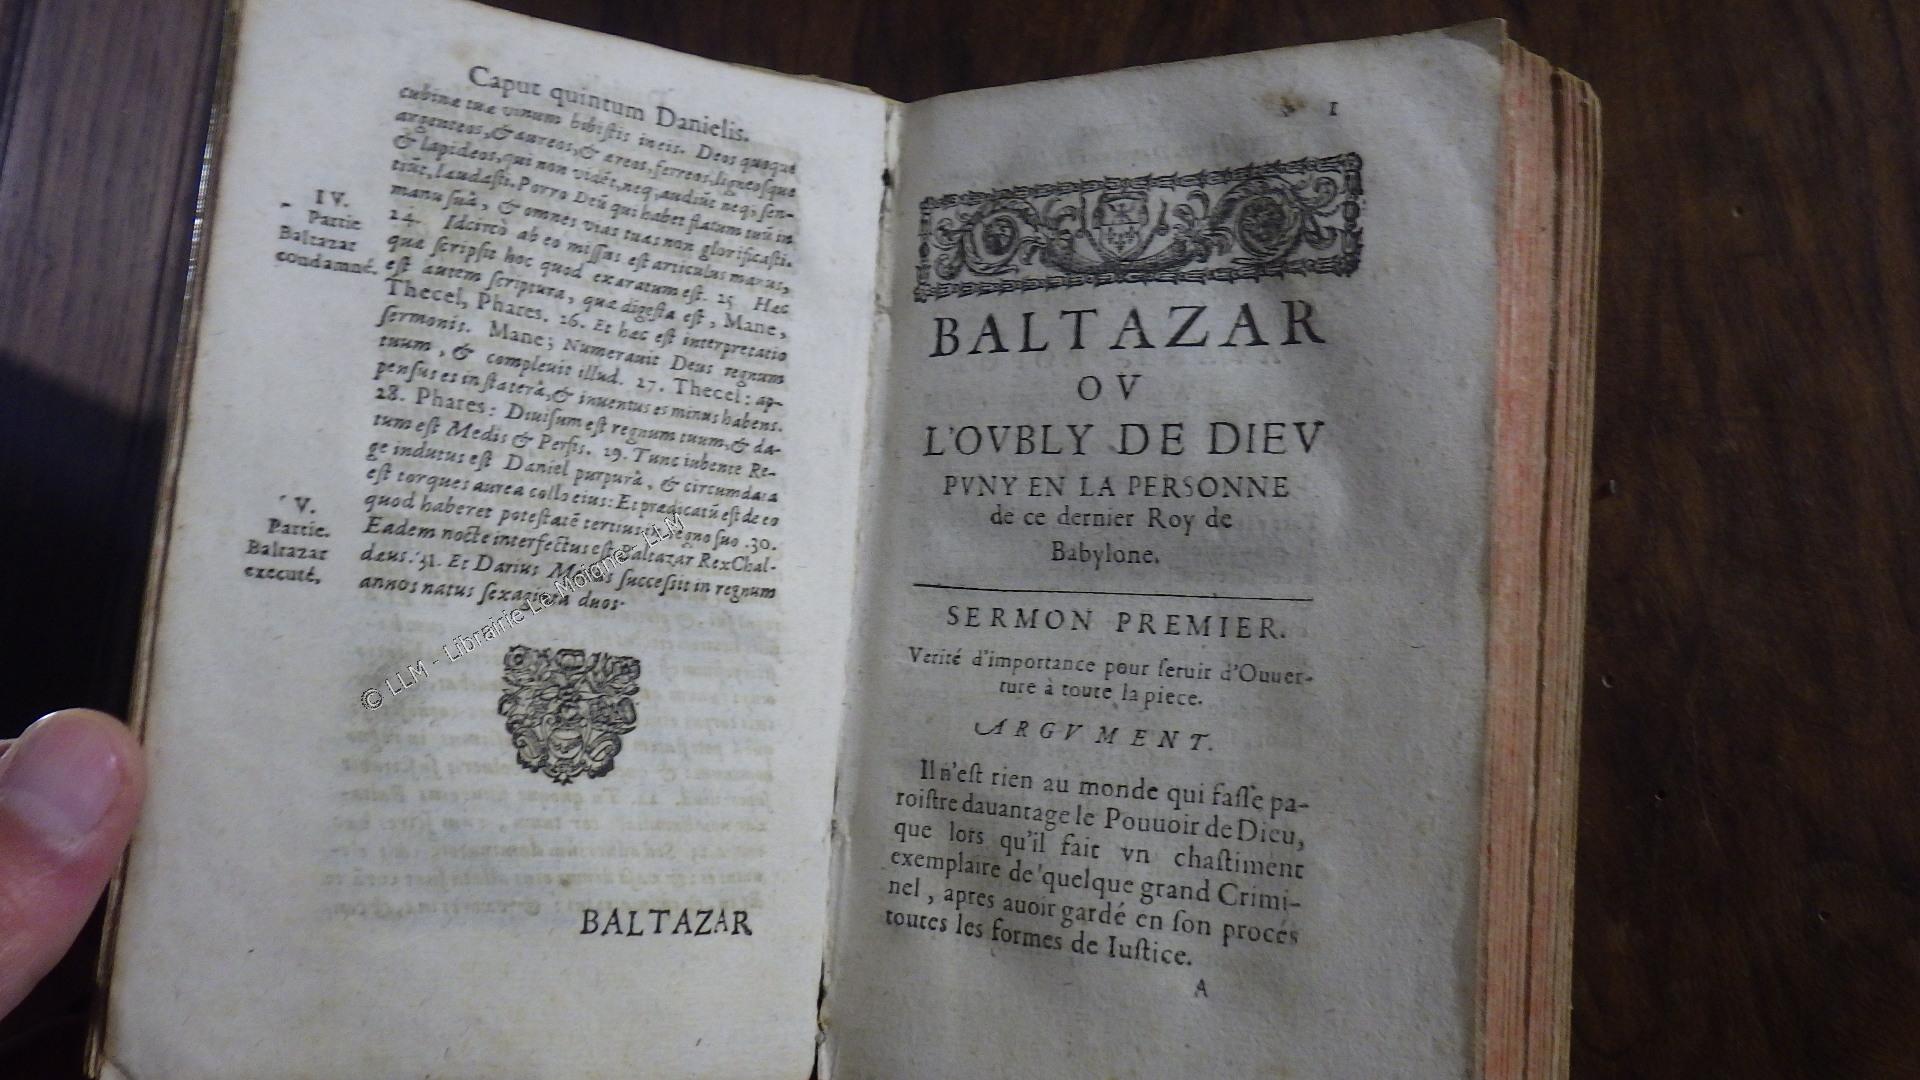 Caput quintum Danielis.
cubinæ tuæ vinum bibiſtis in eis. Deos quoque
argenteos, & aureos, & æreos, ferreos, ligneoſque
& lapideos, qui non vidẽt, neq; audiũt neq; ſen-
tiũt, laudaſti. Porro Deũ qui habet flatum tuũ in
manu ſuâ, & omnes vias tuas non glorificaſti.
IV.
Partie
Baltazar
condamné.
24. Idcircò ab eo miſſus eſt articulus manus,
quæ ſcripſit hoc quod exaratum eſt. 25 Hæc
eſt autem ſcriptura, quæ digeſta eſt, Mane,
Thecel, Phares. 26. Et hæc eſt interpretatio
ſermonis. Mane; Numerauit Deus regnum
tuum, & compleuit illud. 27. Thecel: ap-
penſus es in ſtaterâ, & inuentus es minus habens.
28. Phares: Diuiſum eſt regnum tuum, & da-
tum eſt Medis & Perſis. 29. Tunc iubente Re-
ge indutus eſt Daniel purpurâ, & circumdata
eſt torques aurea collo eius: Et prædicatũ eſt de eo
quod haberet poteſtatẽ tertius in regno ſuo .30.
V.
Partie.
Baltazar
executé,
Eadem nocte interfectus eſt Baltazar Rex Chal-
dæus. 31. Et Darius Medus ſucceſsit in regnum
annos natus ſexaginta duos.
BALTAZAR
© LLM - Librairie Le Moigne - LLM
1
BALTAZAR
OV
L'OVBLY DE DIEV
PVNY EN LA PERSONNE
de ce dernier Roy de
Babylone.
SERMON PREMIER.
Verité d'importance pour ſeruir d'Ouuer-
ture à toute la piece.
ARGVMENT.
Il n'eſt rien au monde qui faſſe pa-
roiſtre dauantage le Pouuoir de Dieu,
que lors qu'il fait vn chaſtiment
exemplaire de quelque grand Crimi-
nel, apres auoir gardé en ſon procés
toutes les formes de Iuſtice.
A